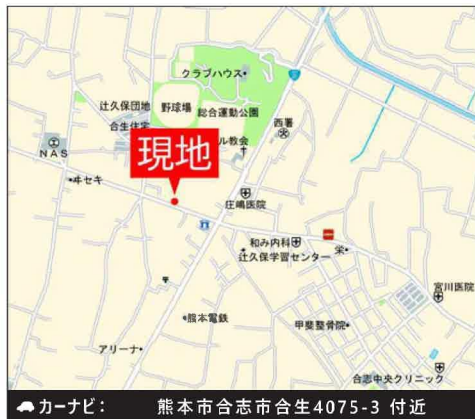 クラブハウス
辻久保団地
野球場
総合運動公園
合生住宅
西署
NAS
ル教会
現地
ヰセキ
庄嶋医院
和み内科
栄
辻久保学習センター
宮川医院
熊本電鉄
甲斐整骨院
アリーナ
合志中央クリニック
カーナビ: 熊本市合志市合生4075-3 付近